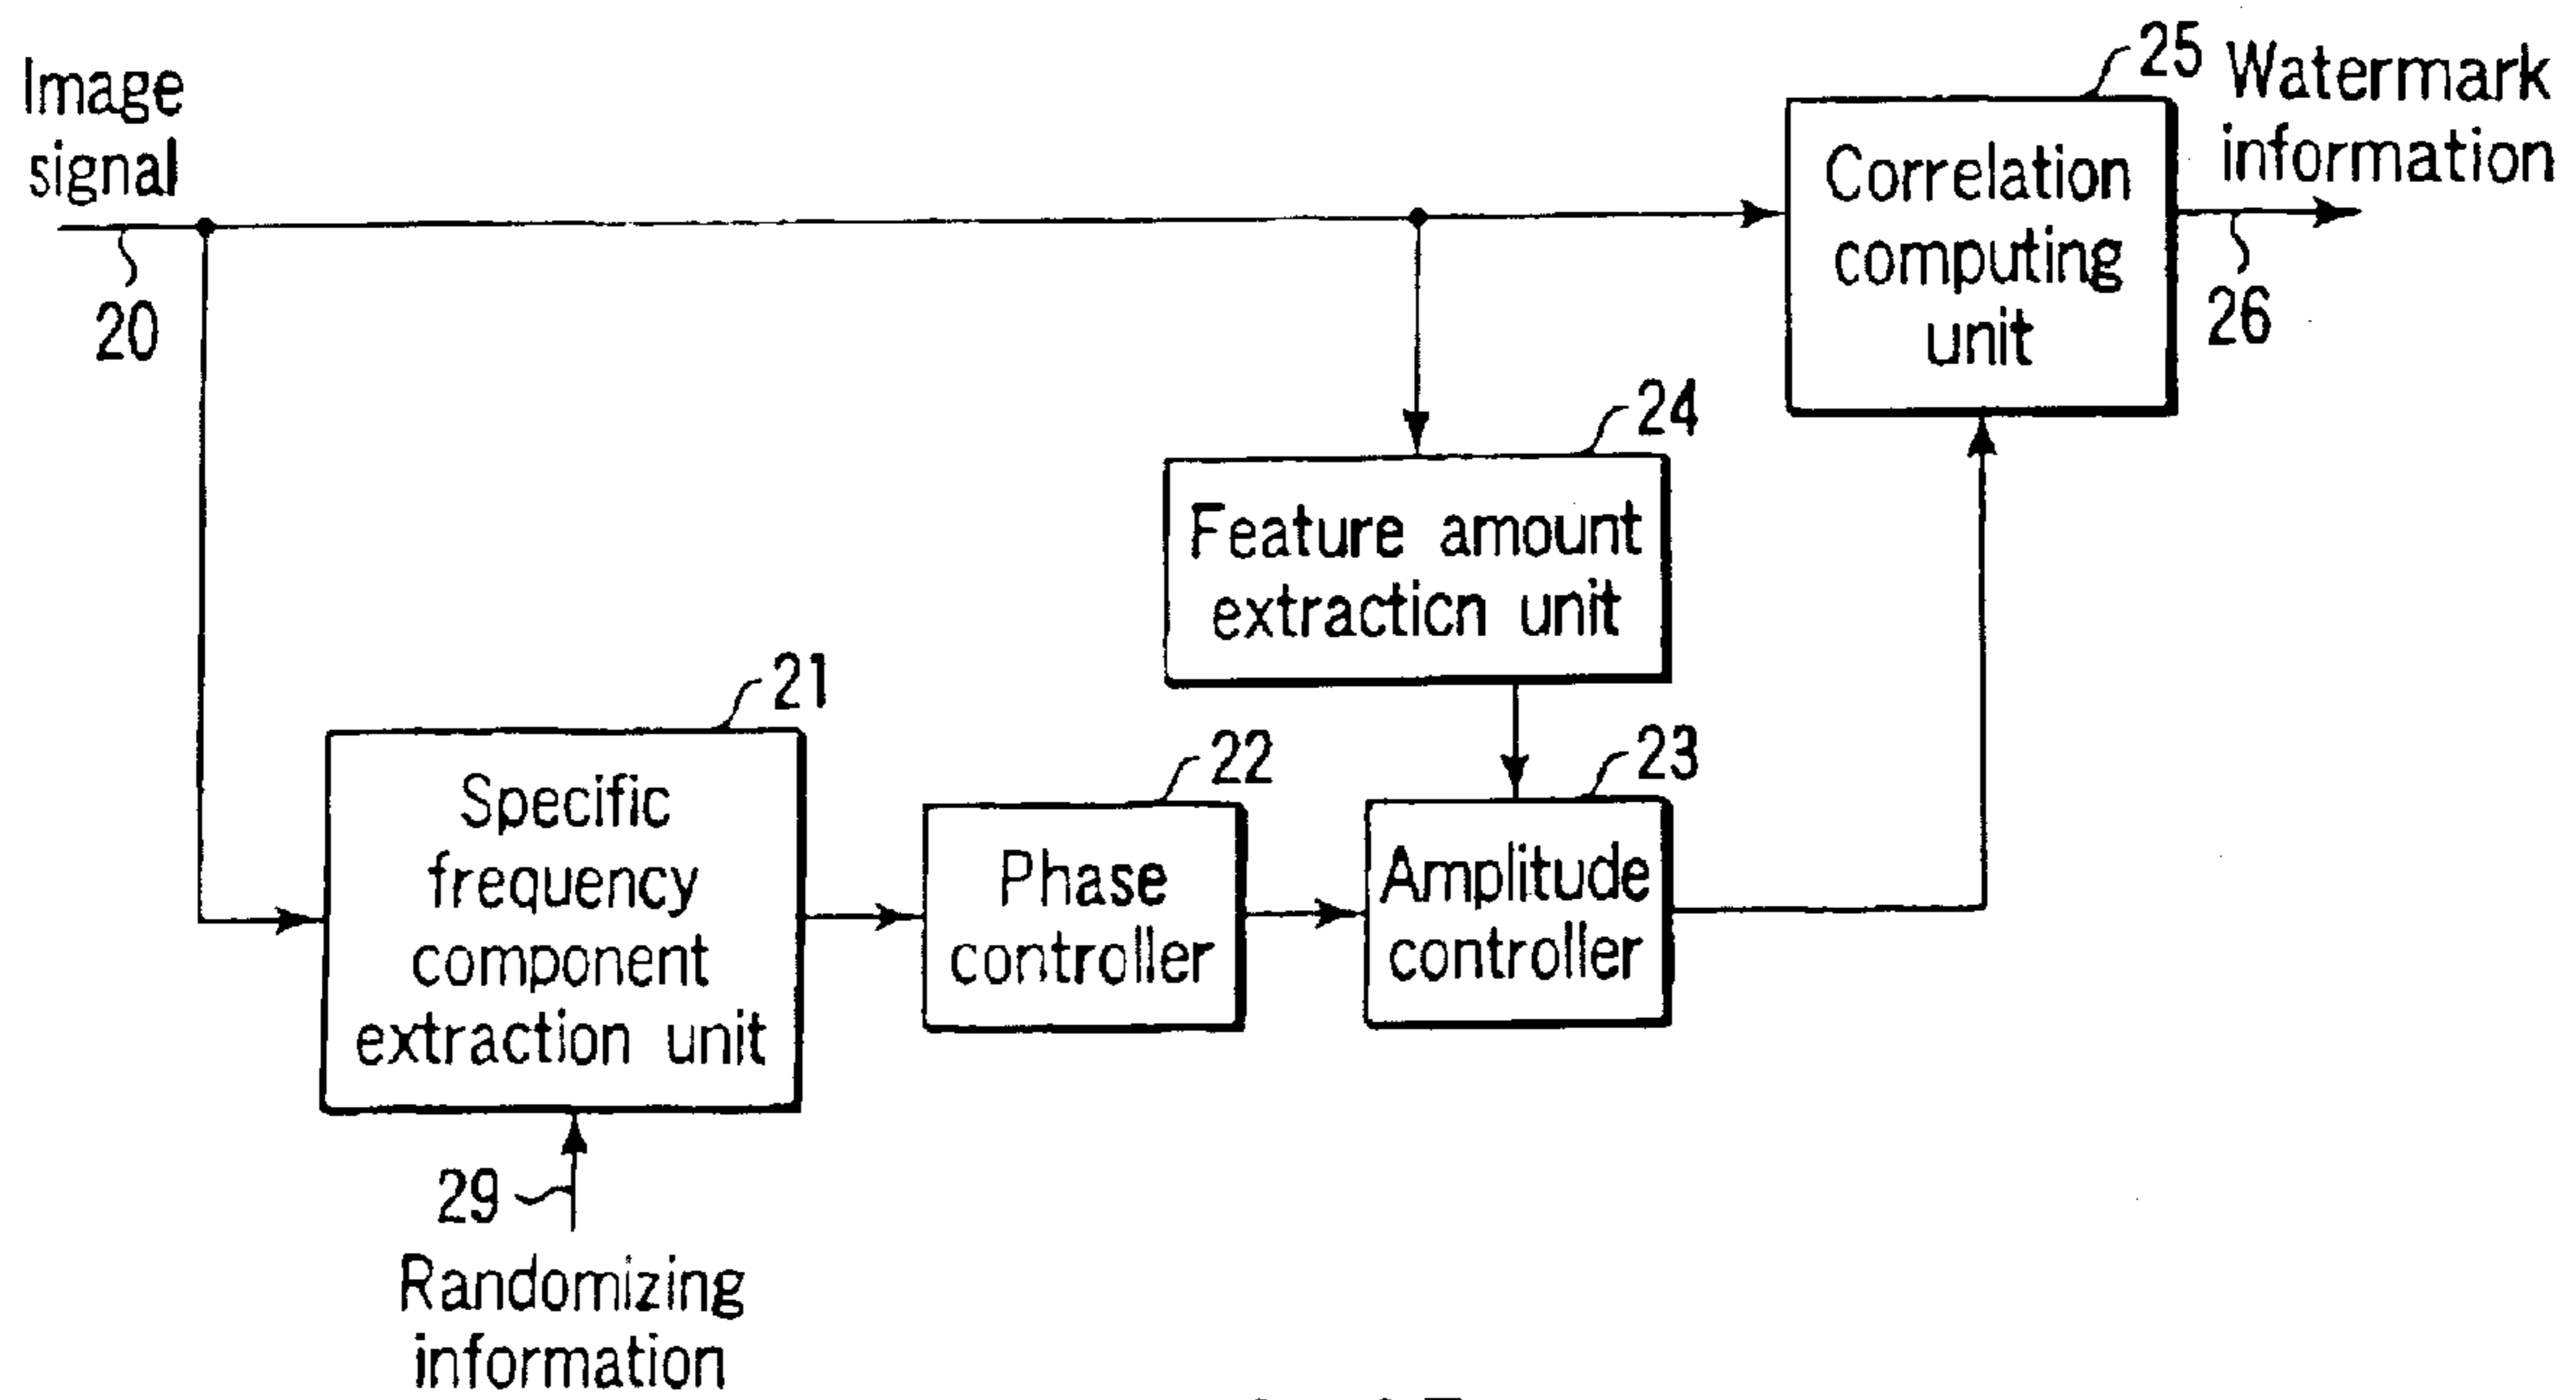 Image
signal
20
25
Watermark
information
Correlation
computing
unit
26
24
Feature amount
extraction unit
21
Specific
frequency
component
extraction unit
22
Phase
controller
23
Amplitude
controller
29
Randomizing
information